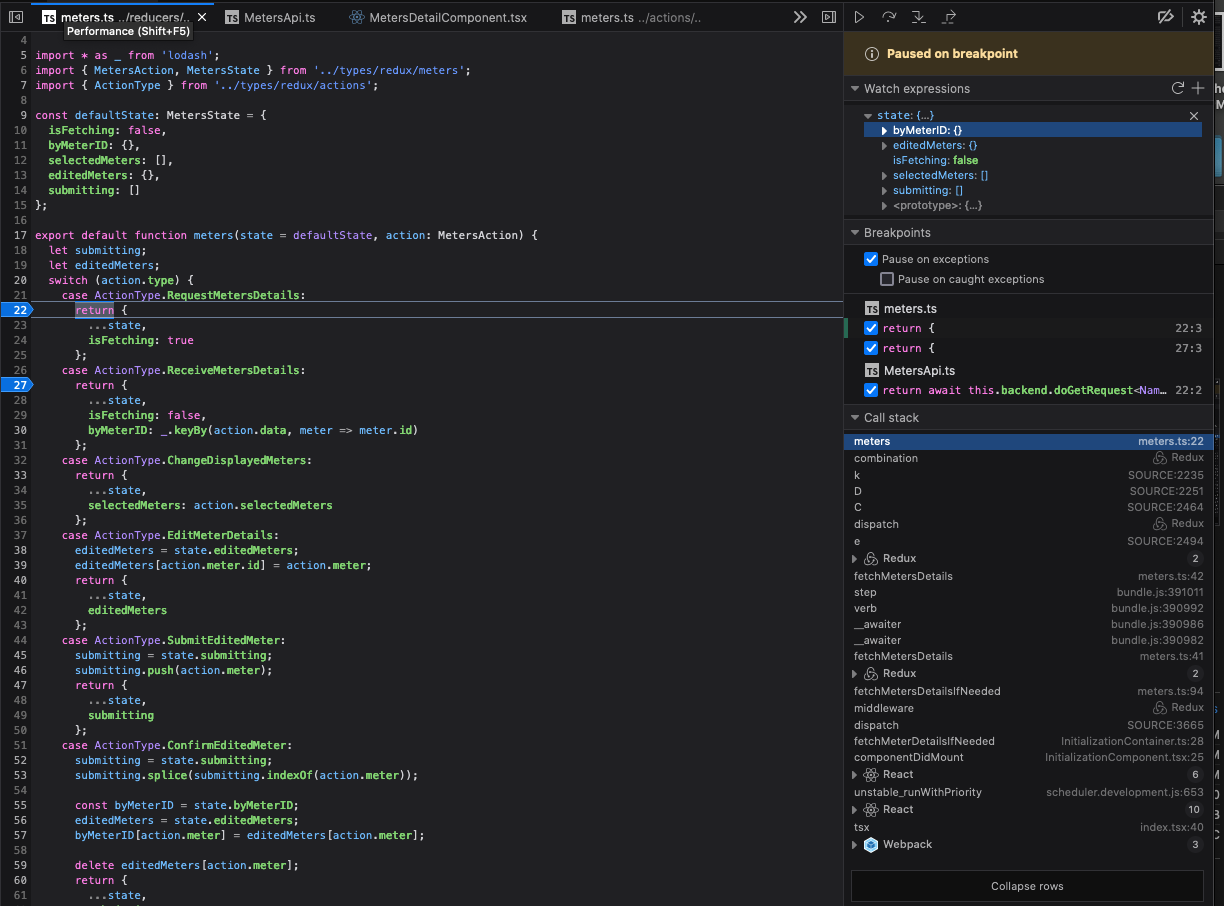 TS meters.ts ../reducers/.. ×
TS MetersApi.ts
MetersDetailComponent.tsx
TS meters.ts ../actions/..
Performance (Shift+F5)
4
5 import * as _ from 'lodash';
6 import { MetersAction, MetersState } from '../types/redux/meters';
7 import { ActionType } from '../types/redux/actions';
8
9 const defaultState: MetersState = {
10 isFetching: false,
11 byMeterID: {},
12 selectedMeters: [],
13 editedMeters: {},
14 submitting: []
15 };
16
17 export default function meters(state = defaultState, action: MetersAction) {
18 let submitting;
19 let editedMeters;
20 switch (action.type) {
21 case ActionType.RequestMetersDetails:
22 return {
23 ...state,
24 isFetching: true
25 };
26 case ActionType.ReceiveMetersDetails:
27 return {
28 ...state,
29 isFetching: false,
30 byMeterID: _.keyBy(action.data, meter => meter.id)
31 };
32 case ActionType.ChangeDisplayedMeters:
33 return {
34 ...state,
35 selectedMeters: action.selectedMeters
36 };
37 case ActionType.EditMeterDetails:
38 editedMeters = state.editedMeters;
39 editedMeters[action.meter.id] = action.meter;
40 return {
41 ...state,
42 editedMeters
43 };
44 case ActionType.SubmitEditedMeter:
45 submitting = state.submitting;
46 submitting.push(action.meter);
47 return {
48 ...state,
49 submitting
50 };
51 case ActionType.ConfirmEditedMeter:
52 submitting = state.submitting;
53 submitting.splice(submitting.indexOf(action.meter));
54
55 const byMeterID = state.byMeterID;
56 editedMeters = state.editedMeters;
57 byMeterID[action.meter] = editedMeters[action.meter];
58
59 delete editedMeters[action.meter];
60 return {
61 ...state,
Paused on breakpoint
Watch expressions
state: {…}
byMeterID: {}
editedMeters: {}
isFetching: false
selectedMeters: []
submitting: []
<prototype>: {…}
Breakpoints
Pause on exceptions
Pause on caught exceptions
TS meters.ts
return { 22:3
return { 27:3
TS MetersApi.ts
return await this.backend.doGetRequest<Nam… 22:2
Call stack
meters meters.ts:22
combination Redux
k SOURCE:2235
D SOURCE:2251
C SOURCE:2464
dispatch Redux
e SOURCE:2494
Redux 2
fetchMetersDetails meters.ts:42
step bundle.js:391011
verb bundle.js:390992
__awaiter bundle.js:390986
__awaiter bundle.js:390982
fetchMetersDetails meters.ts:41
Redux 2
fetchMetersDetailsIfNeeded meters.ts:94
middleware Redux
dispatch SOURCE:3665
fetchMeterDetailsIfNeeded InitializationContainer.ts:28
componentDidMount InitializationComponent.tsx:25
React 6
unstable_runWithPriority scheduler.development.js:653
React 10
tsx index.tsx:40
Webpack 3
Collapse rows